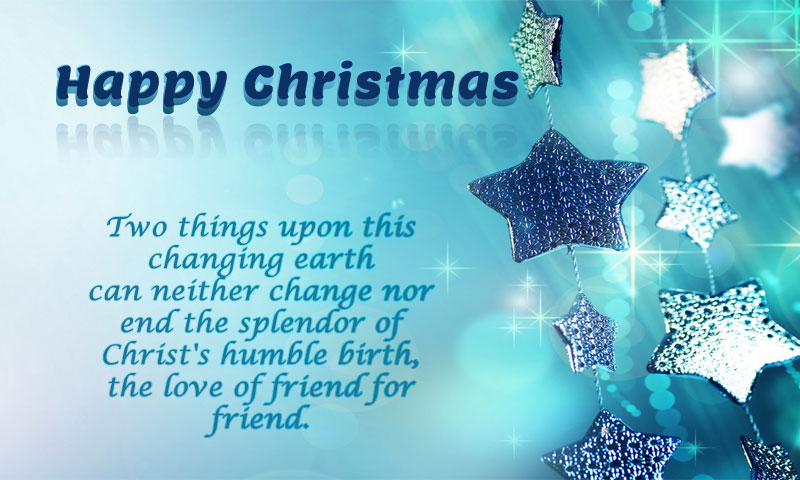 Happy Christmas
Two things upon this
changing earth
can neither change nor
end the splendor of
Christ's humble birth,
the love of friend for
friend.